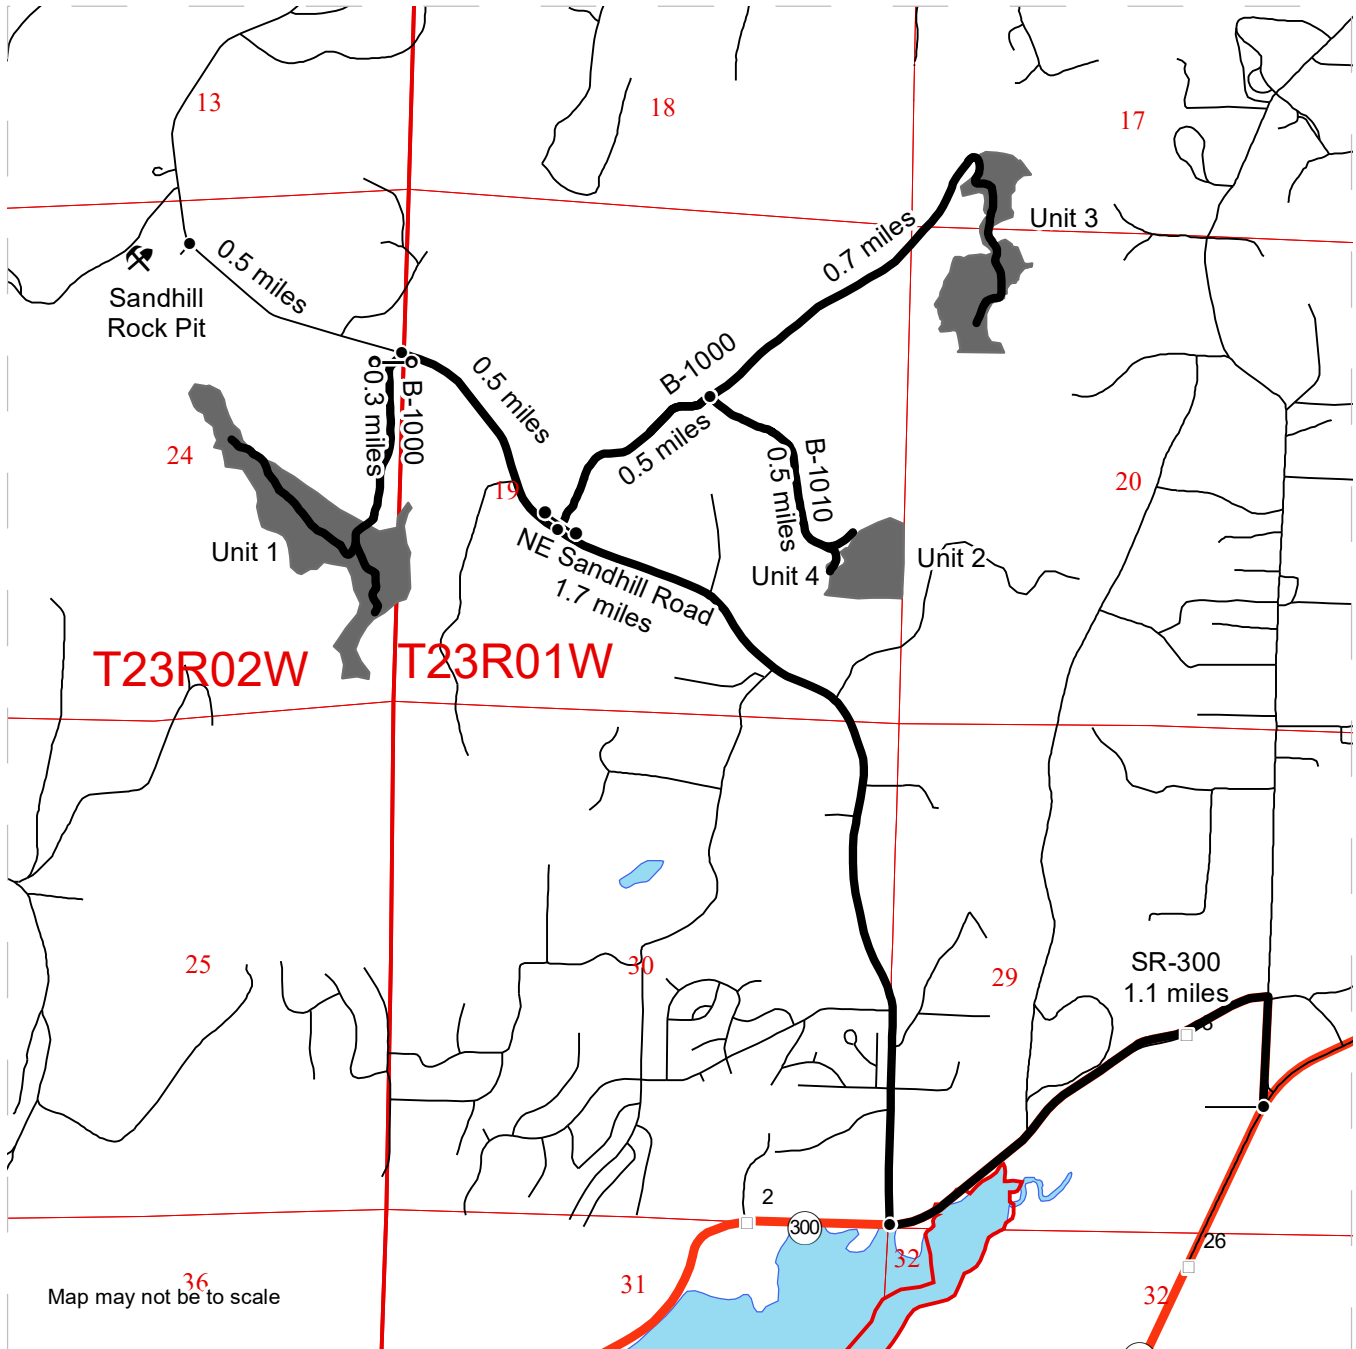 13
18
17
Unit 3
0.7 miles
0.5 miles
Sandhill
Rock Pit
B-1000
0.5 miles
0.3 miles
B-1000
0.5 miles
24
19
B-1010
0.5 miles
20
Unit 1
NE Sandhill Road
1.7 miles
Unit 4
Unit 2
T23R02W
T23R01W
25
30
29
SR-300
1.1 miles
2
300
26
32
36
31
32
Map may not be to scale